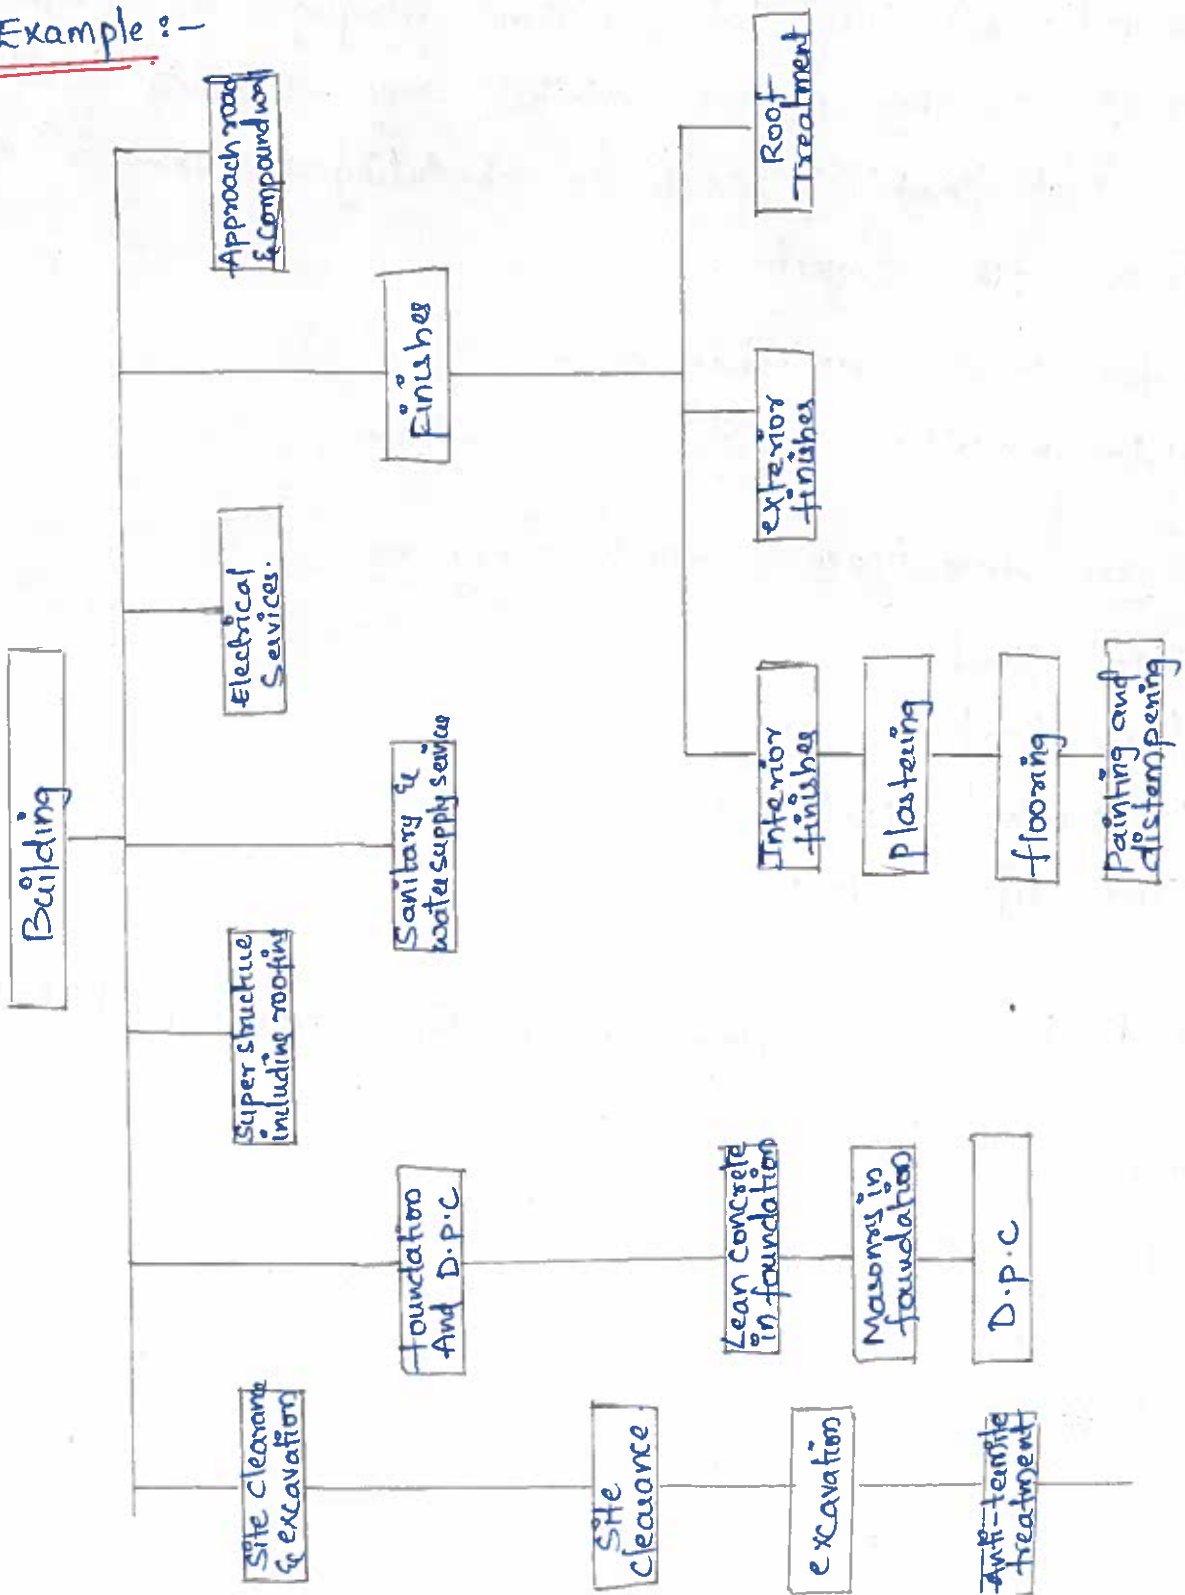 Example :-
Building
Site Clearance
& excavation
Foundation
And D.P.C
Super structure
including roofing
Sanitary &
water supply services
Electrical
Services.
Finishes
Approach road
& Compound wall
Site
Clearance.
excavation
Anti-termite
treatment
Lean concrete
in foundation
Masonry in
foundation
D.P.C
Interior
finishes
plastering
flooring
Painting and
distempering
exterior
finishes
Roof
Treatment